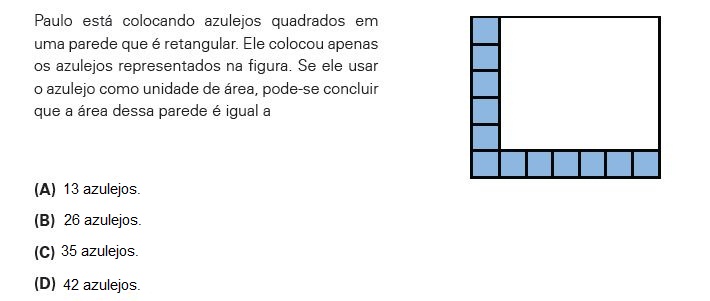 Paulo está colocando azulejos quadrados em
uma parede que é retangular. Ele colocou apenas
os azulejos representados na figura. Se ele usar
o azulejo como unidade de área, pode-se concluir
que a área dessa parede é igual a
(A) 13 azulejos.
(B) 26 azulejos.
(C) 35 azulejos.
(D) 42 azulejos.